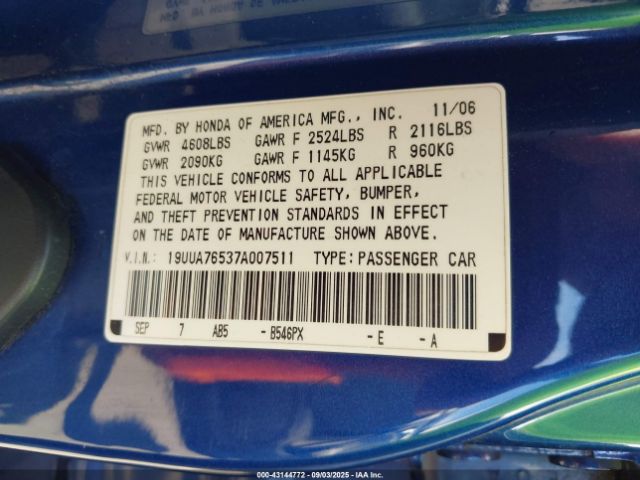 MFD. BY HONDA OF AMERICA MFG., INC. 11/06
GVWR 4608LBS GAWR F 2524LBS R 2116LBS
GVWR 2090KG GAWR F 1145KG R 960KG
THIS VEHICLE CONFORMS TO ALL APPLICABLE
FEDERAL MOTOR VEHICLE SAFETY, BUMPER,
AND THEFT PREVENTION STANDARDS IN EFFECT
ON THE DATE OF MANUFACTURE SHOWN ABOVE.
V.I.N.: 19UUA76537A007511 TYPE: PASSENGER CAR
SEP 7 AB5 - B546PX - E - A
000-43144772 - 09/03/2025 - IAA Inc.